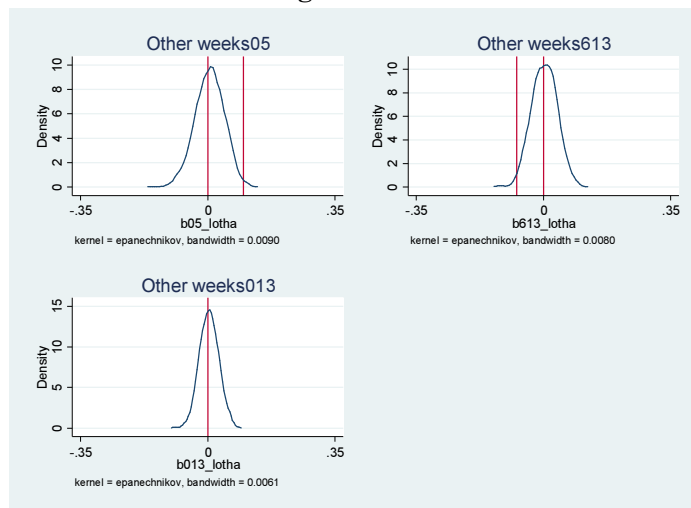 Other weeks05
Density
0 2 4 6 8 10
-.35 0 .35
b05_lotha
kernel = epanechnikov, bandwidth = 0.0090
Other weeks613
Density
0 2 4 6 8 10
-.35 0 .35
b613_lotha
kernel = epanechnikov, bandwidth = 0.0080
Other weeks013
Density
0 5 10 15
-.35 0 .35
b013_lotha
kernel = epanechnikov, bandwidth = 0.0061